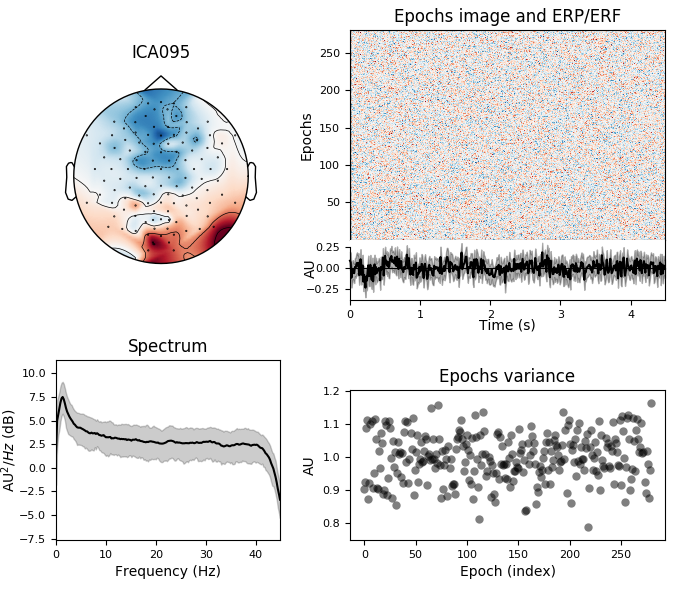 ICA095
Epochs image and ERP/ERF
Epochs
250
200
150
100
50
AU
0.25
0.00
−0.25
0 1 2 3 4
Time (s)
Spectrum
AU²/Hz (dB)
10.0
7.5
5.0
2.5
0.0
−2.5
−5.0
−7.5
0 10 20 30 40
Frequency (Hz)
Epochs variance
AU
1.2
1.1
1.0
0.9
0.8
0 50 100 150 200 250
Epoch (index)